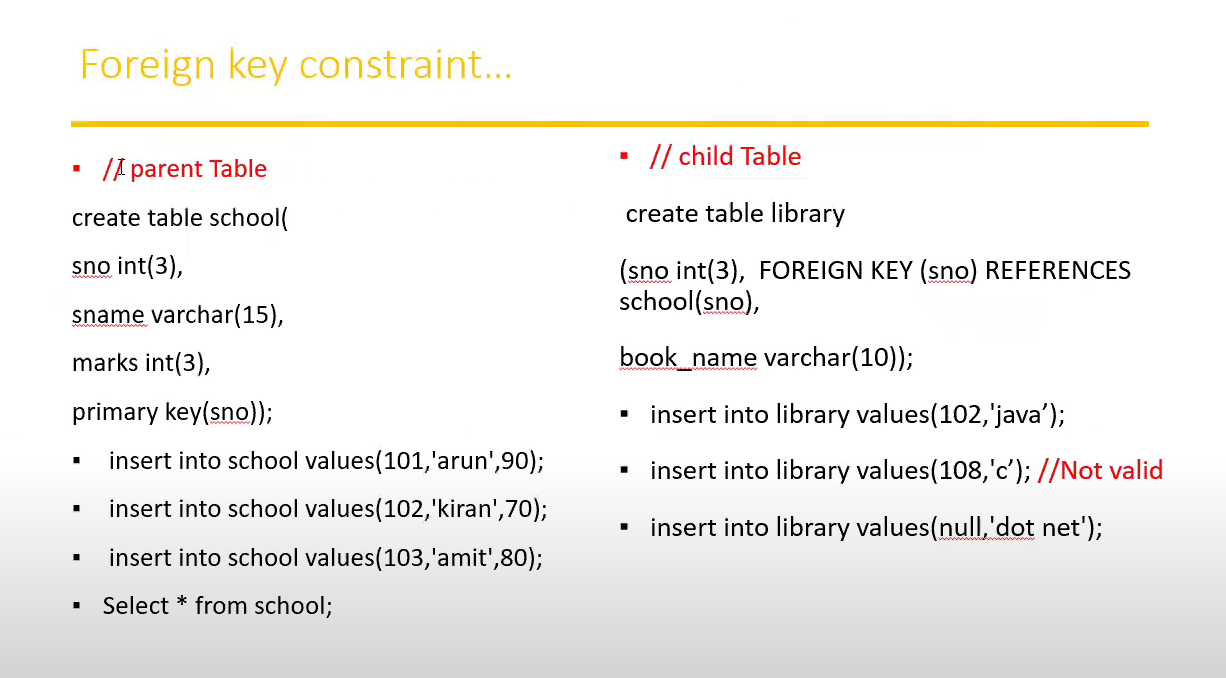 Foreign key constraint...
▪ // parent Table
create table school(
sno int(3),
sname varchar(15),
marks int(3),
primary key(sno));
▪ insert into school values(101,'arun',90);
▪ insert into school values(102,'kiran',70);
▪ insert into school values(103,'amit',80);
▪ Select * from school;
▪ // child Table
create table library
(sno int(3), FOREIGN KEY (sno) REFERENCES
school(sno),
book_name varchar(10));
▪ insert into library values(102,'java’);
▪ insert into library values(108,'c’); //Not valid
▪ insert into library values(null,'dot net');